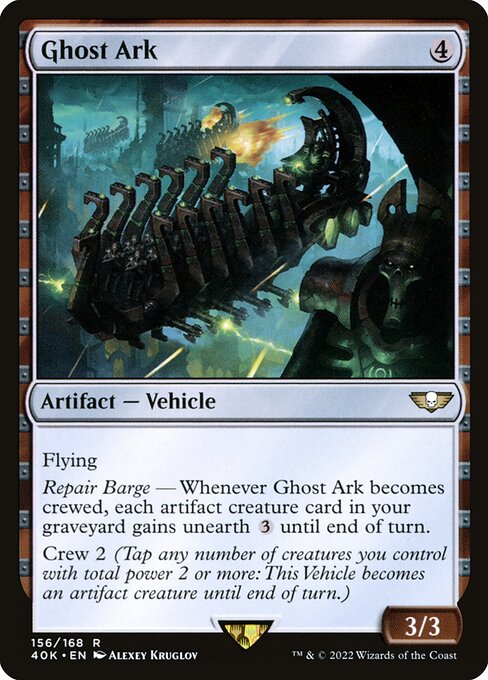 Ghost Ark 4
Artifact — Vehicle
Flying
Repair Barge — Whenever Ghost Ark becomes
crewed, each artifact creature card in your
graveyard gains unearth 3 until end of turn.
Crew 2 (Tap any number of creatures you control
with total power 2 or more: This Vehicle becomes
an artifact creature until end of turn.)
3/3
156/168 R
40K • EN Alexey Kruglov
™ & © 2022 Wizards of the Coast